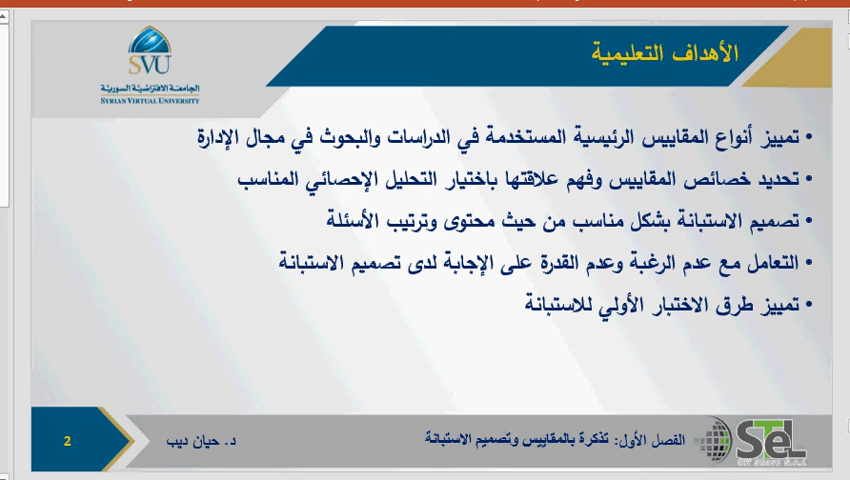 الأهداف التعليمية
SVU
الجامعة الافتراضية السورية
SYRIAN VIRTUAL UNIVERSITY
• تمييز أنواع المقاييس الرئيسية المستخدمة في الدراسات والبحوث في مجال الإدارة
• تحديد خصائص المقاييس وفهم علاقتها باختيار التحليل الإحصائي المناسب
• تصميم الاستبانة بشكل مناسب من حيث محتوى وترتيب الأسئلة
• التعامل مع عدم الرغبة وعدم القدرة على الإجابة لدى تصميم الاستبانة
• تمييز طرق الاختبار الأولي للاستبانة
STeL
Off Shore S.A.L
الفصل الأول: تذكرة بالمقاييس وتصميم الاستبانة
د. حيان ديب
2